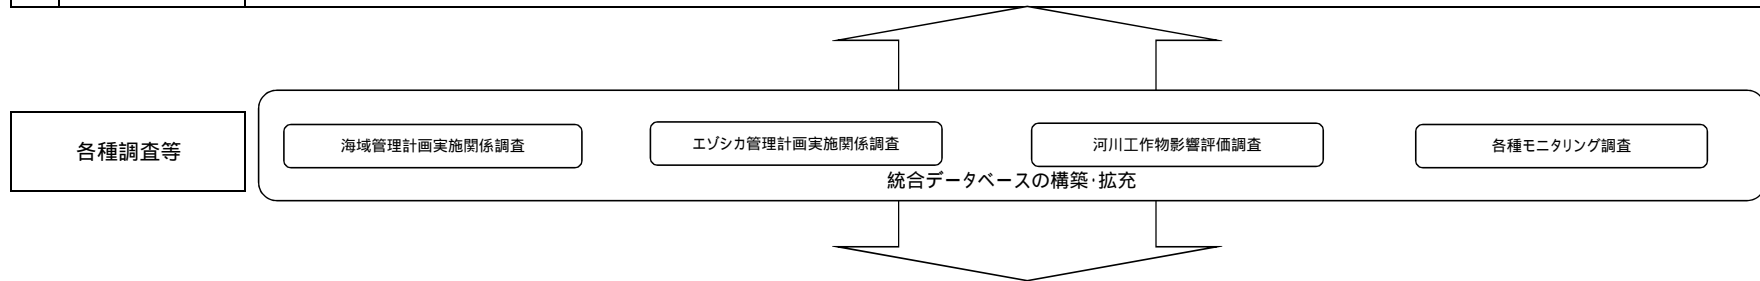 各種調査等
海域管理計画実施関係調査
エゾシカ管理計画実施関係調査
河川工作物影響評価調査
各種モニタリング調査
統合データベースの構築・拡充